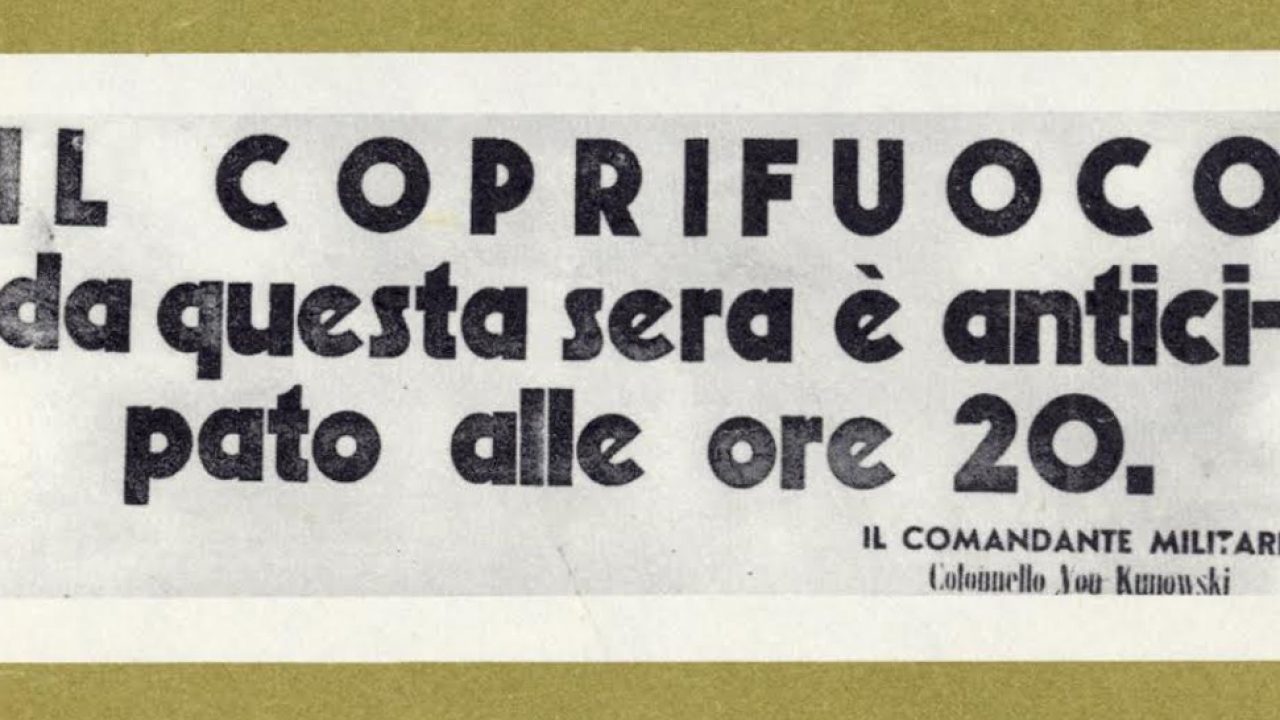 IL COPRIFUOCO
da questa sera è antici-
pato alle ore 20.
IL COMANDANTE MILITARE
Colonnello Von Kunowski